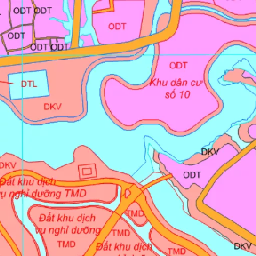 ODT ODT
ODT
ODT
ODT ODT
ODT
DTL
Khu dân cư
số 10
DKV
DKV
DKV
ODT
Đất khu dịch
vụ nghỉ dưỡng TMD
TMD
Đất khu dịch
vụ nghỉ dưỡng
TMD
TMD
Đất khu dịch
DKV
TMD